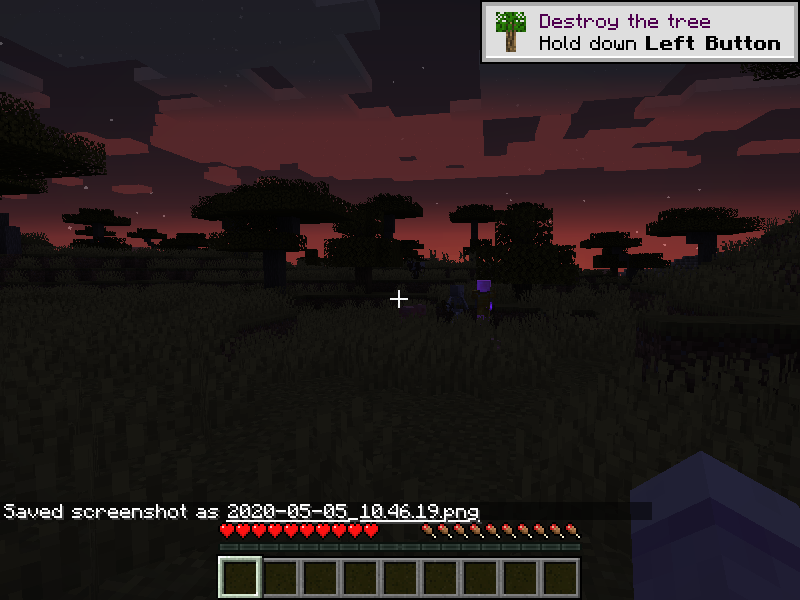 Destroy the tree
Hold down Left Button
Saved screenshot as 2020-05-05_10.46.19.png